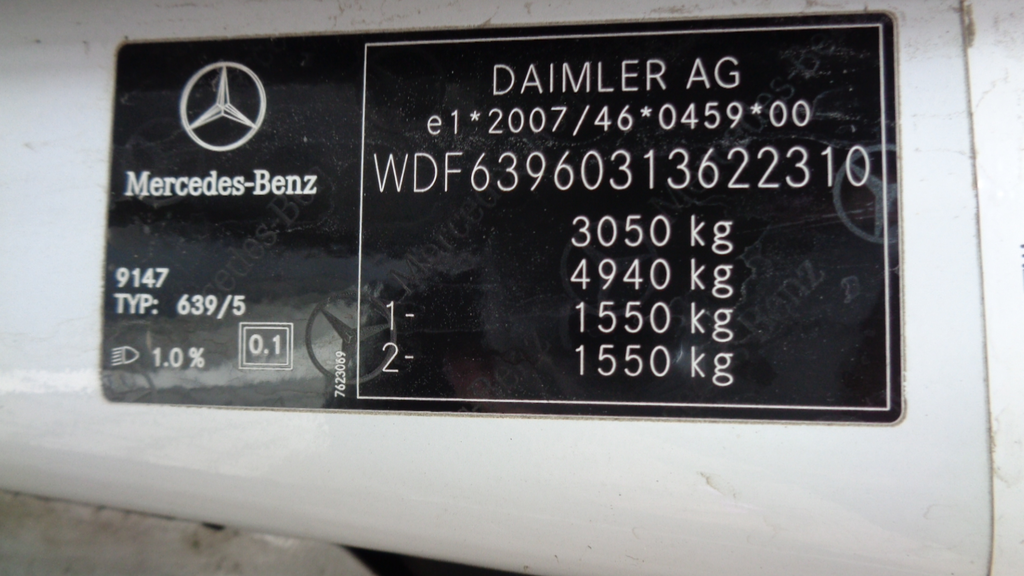 Mercedes-Benz
9147
TYP: 639/5
1.0 %
0.1
7623089
DAIMLER AG
e1*2007/46*0459*00
WDF63960313622310
3050 kg
4940 kg
1- 1550 kg
2- 1550 kg